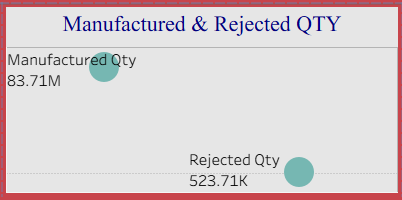 Manufactured & Rejected QTY
Manufactured Qty
83.71M
Rejected Qty
523.71K